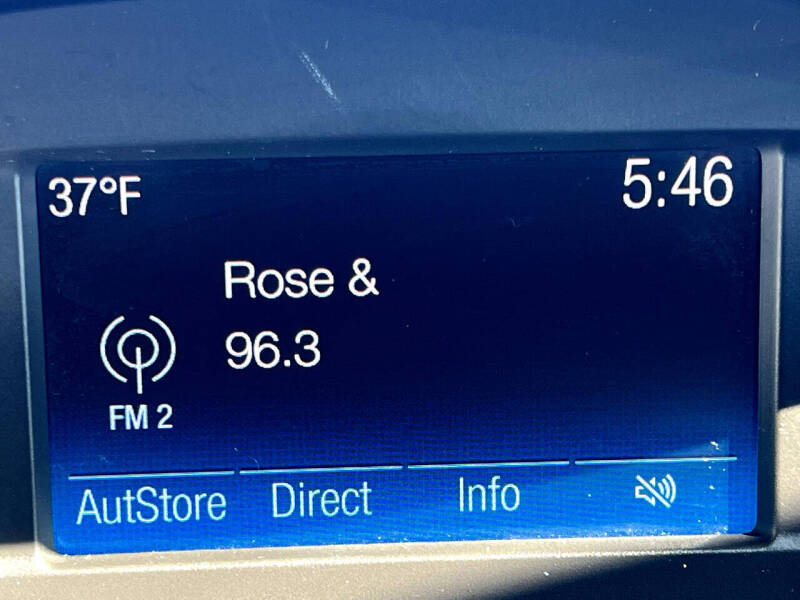 37°F
5:46
Rose &
96.3
FM 2
AutStore
Direct
Info